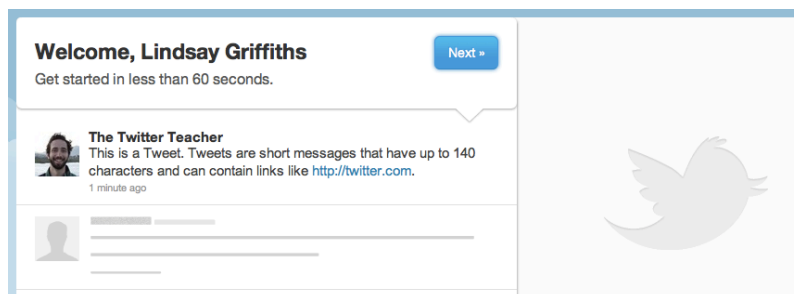 Welcome, Lindsay Griffiths
Next »
Get started in less than 60 seconds.
The Twitter Teacher
This is a Tweet. Tweets are short messages that have up to 140
characters and can contain links like http://twitter.com.
1 minute ago